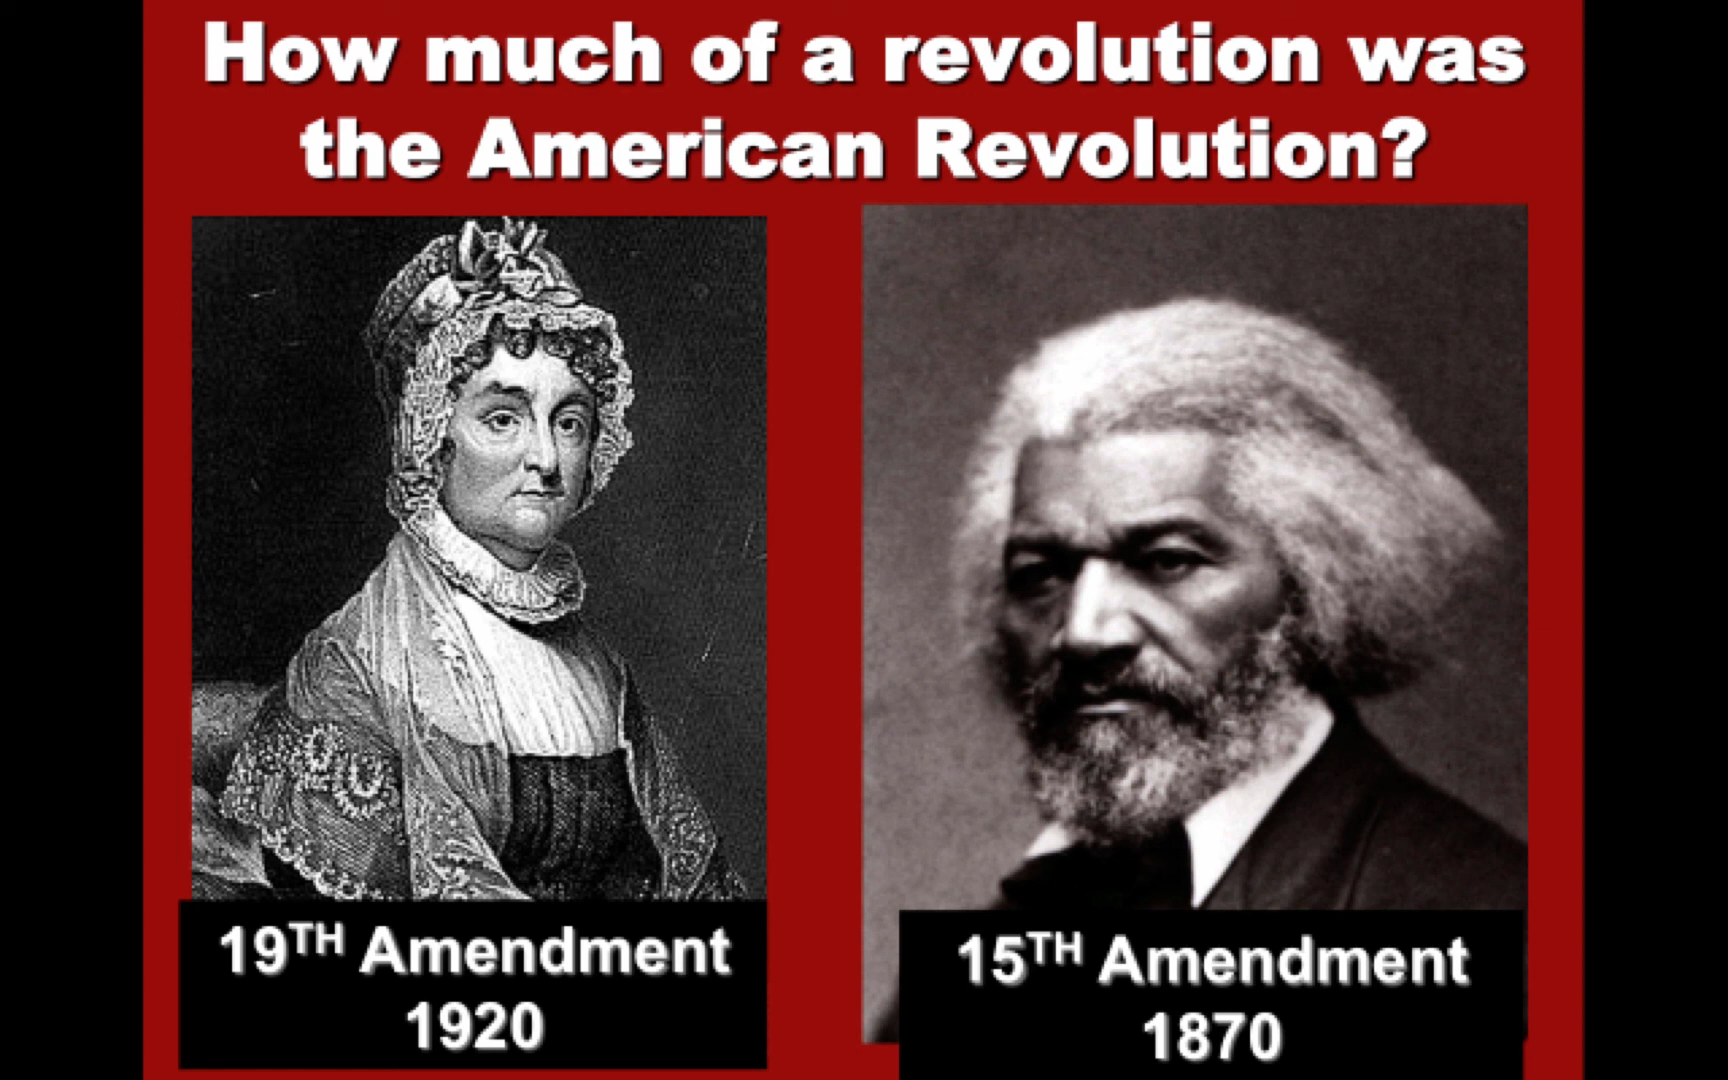 How much of a revolution was
the American Revolution?
19TH Amendment
1920
15TH Amendment
1870